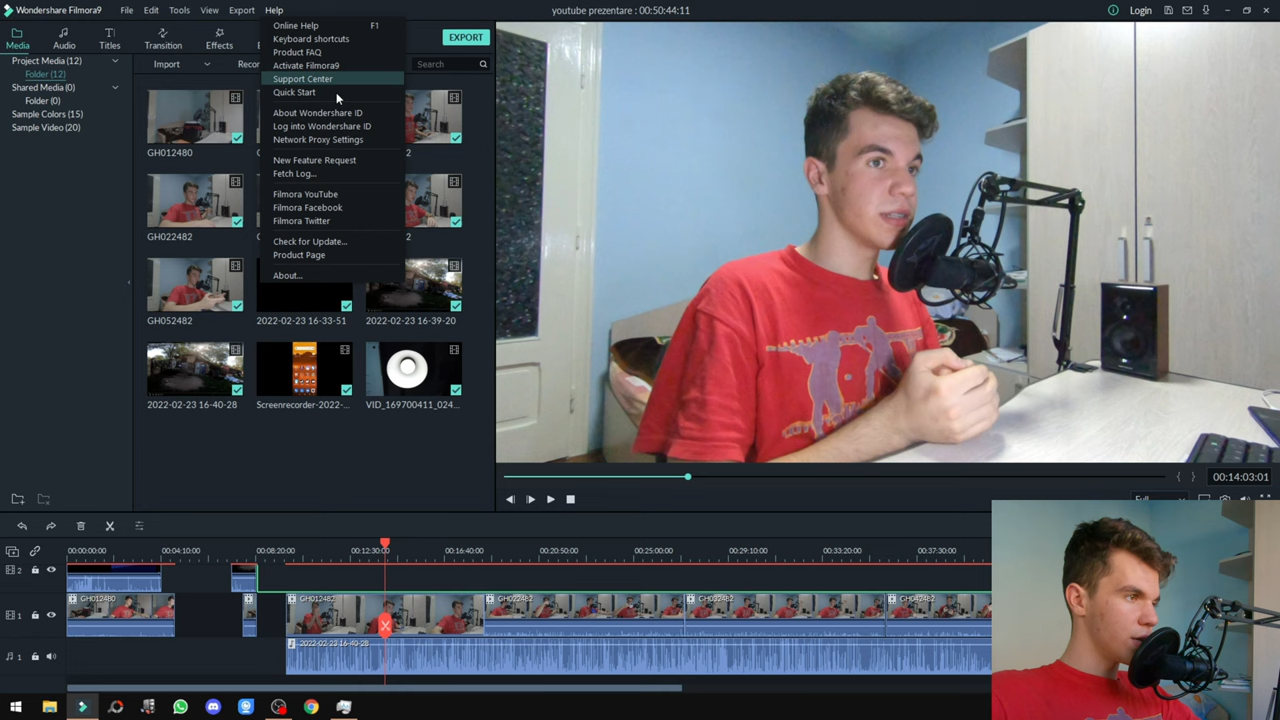 Wondershare Filmora9
File
Edit
Tools
View
Export
Help
youtube prezentare : 00:50:44:11
Login
Media
Audio
Titles
Transition
Effects
EXPORT
Project Media (12)
Folder (12)
Shared Media (0)
Folder (0)
Sample Colors (15)
Sample Video (20)
Import
Search
Online Help F1
Keyboard shortcuts
Product FAQ
Activate Filmora9
Support Center
Quick Start
About Wondershare ID
Log into Wondershare ID
Network Proxy Settings
New Feature Request
Fetch Log...
Filmora YouTube
Filmora Facebook
Filmora Twitter
Check for Update...
Product Page
About...
GH012480
GH022482
GH052482
2022-02-23 16-33-51
2022-02-23 16-39-20
2022-02-23 16-40-28
Screenrecorder-2022-...
VID_169700411_024...
00:14:03:01
Full
00:00:00:00
00:04:10:00
00:08:20:00
00:12:30:00
00:16:40:00
00:20:50:00
00:25:00:00
00:29:10:00
00:33:20:00
00:37:30:00
2
1
GH012480
GH012482
GH022482
GH032482
GH042482
1
2022-02-23 16-40-28